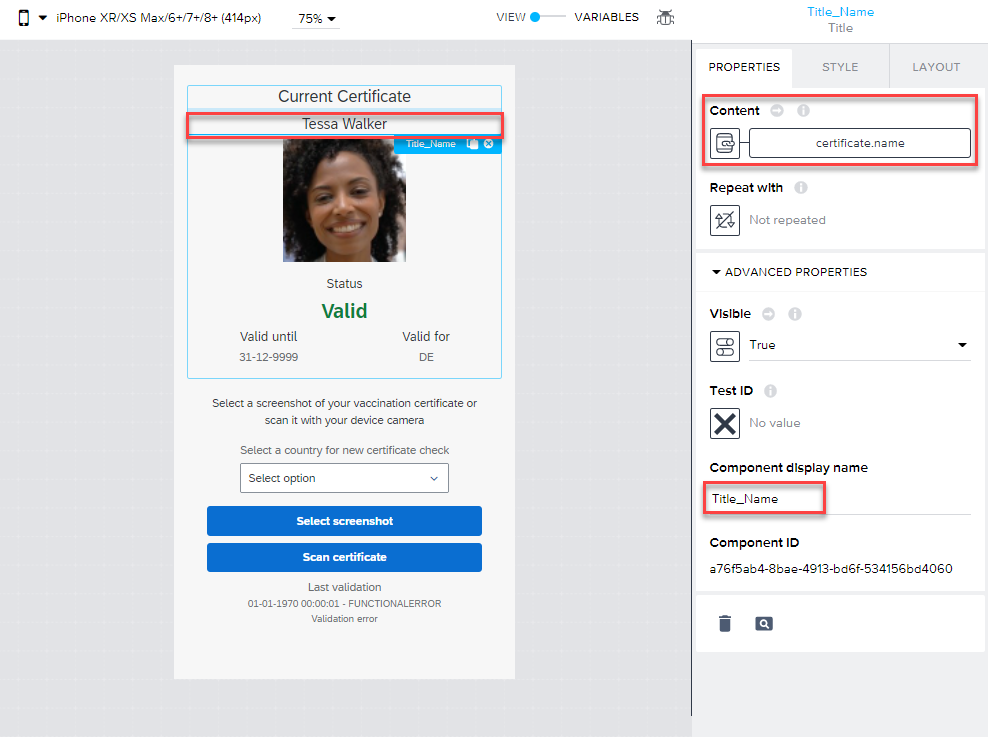 iPhone XR/XS Max/6+/7+/8+ (414px)
75%
VIEW
VARIABLES
Title_Name
Title
Current Certificate
Tessa Walker
Title_Name
Status
Valid
Valid until
Valid for
31-12-9999
DE
Select a screenshot of your vaccination certificate or
scan it with your device camera
Select a country for new certificate check
Select option
Select screenshot
Scan certificate
Last validation
01-01-1970 00:00:01 - FUNCTIONALERROR
Validation error
PROPERTIES
STYLE
LAYOUT
Content
certificate.name
Repeat with
Not repeated
ADVANCED PROPERTIES
Visible
True
Test ID
No value
Component display name
Title_Name
Component ID
a76f5ab4-8bae-4913-bd6f-534156bd4060